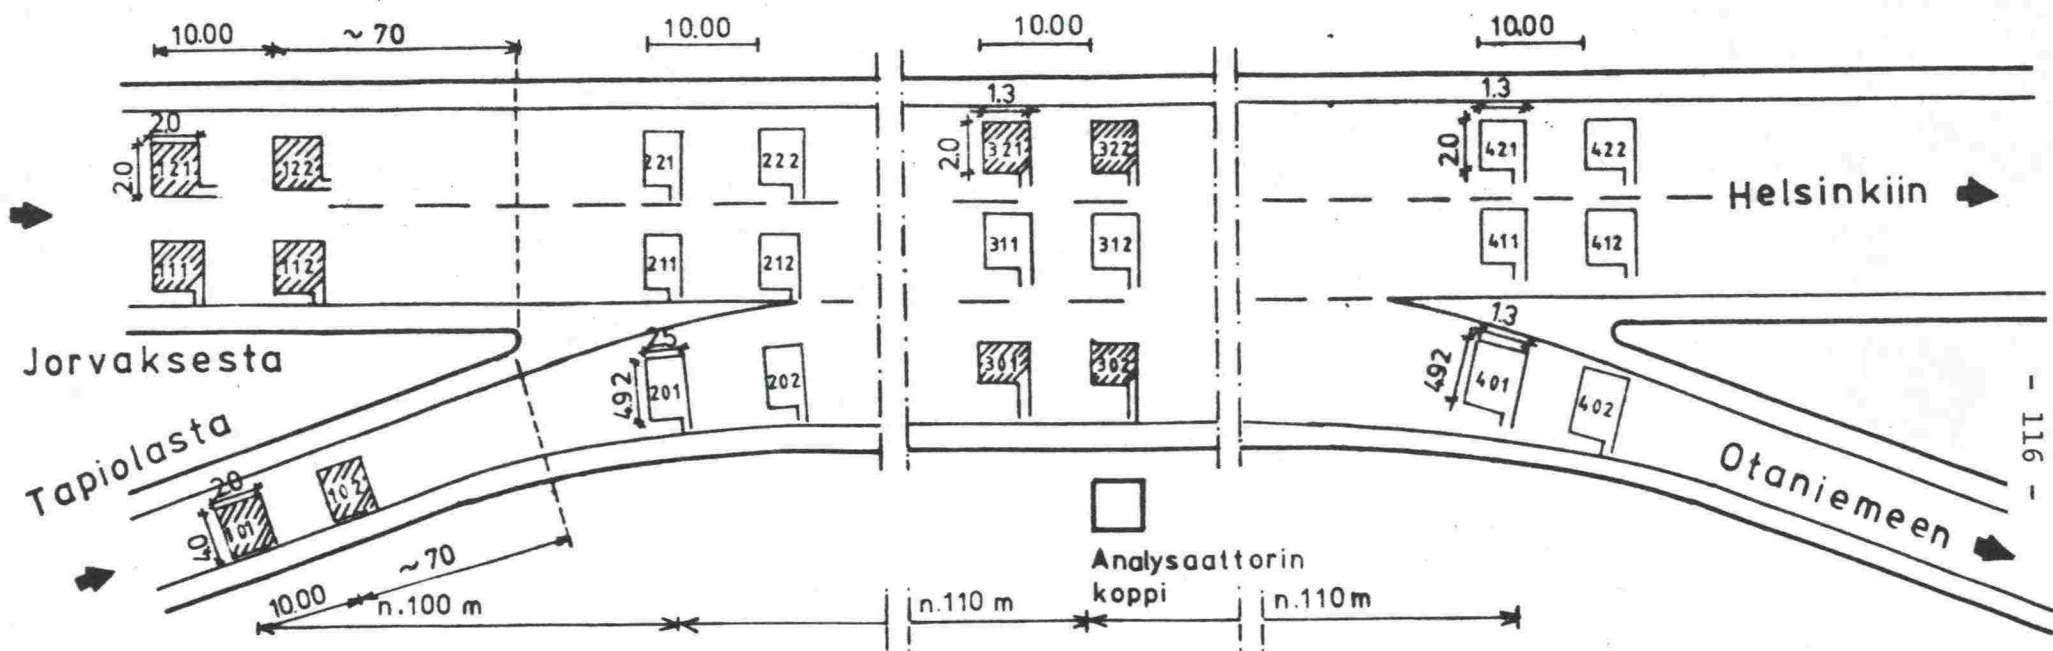 10.00 ~ 70 10.00 10.00 10.00
2.0 1.3 1.3
2.0 121 122 221 222 2.0 321 322 2.0 421 422
Helsinkiin
111 112 211 212 311 312 411 412
Jorvaksesta
2.5 1.3
4.92 201 202 301 302 4.92 401 402
Tapiolasta
2.0 102
4.0 101
Otaniemeen
- 116 -
Analysaattorin
koppi
~ 70
10.00 n.100 m n.110 m n.110 m